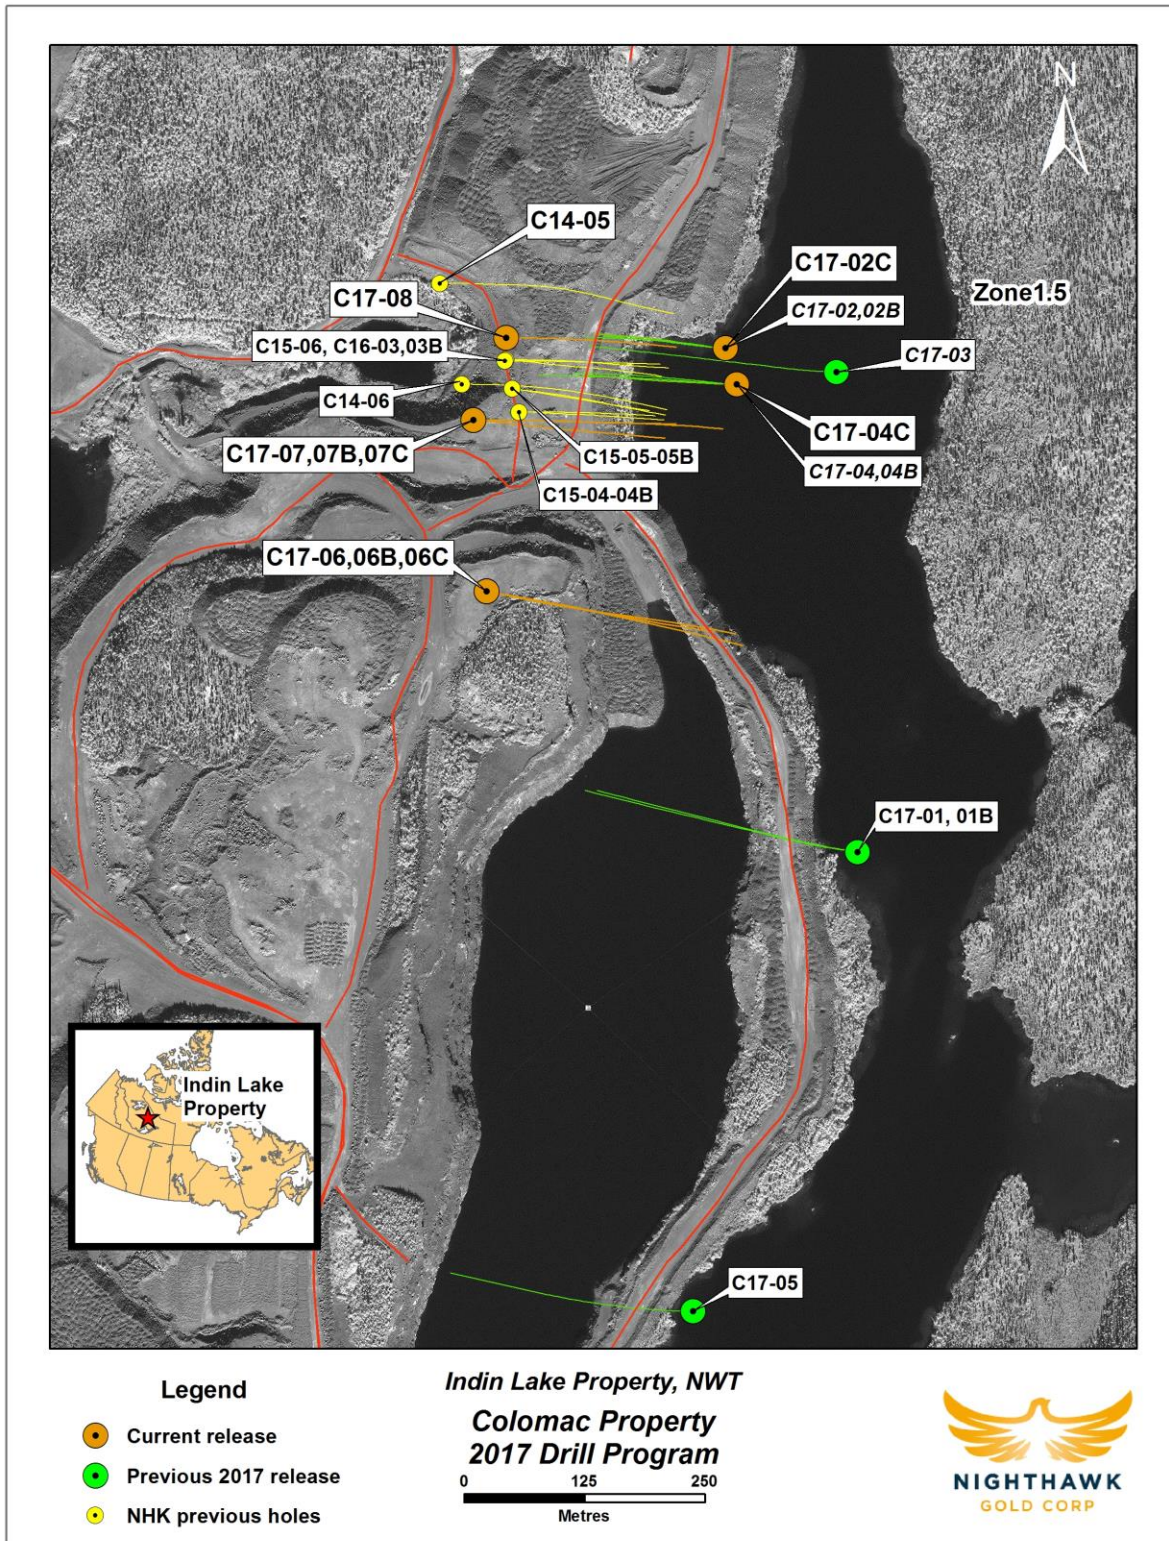 N
C14-05
C17-02C
Zone1.5
C17-08
C17-02,02B
C15-06, C16-03,03B
C17-03
C14-06
C17-04C
C17-07,07B,07C
C15-05-05B
C17-04,04B
C15-04-04B
C17-06,06B,06C
C17-01, 01B
Indin Lake
Property
C17-05
Legend
Current release
Previous 2017 release
NHK previous holes
Indin Lake Property, NWT
Colomac Property
2017 Drill Program
0 125 250
Metres
NIGHTHAWK
GOLD CORP